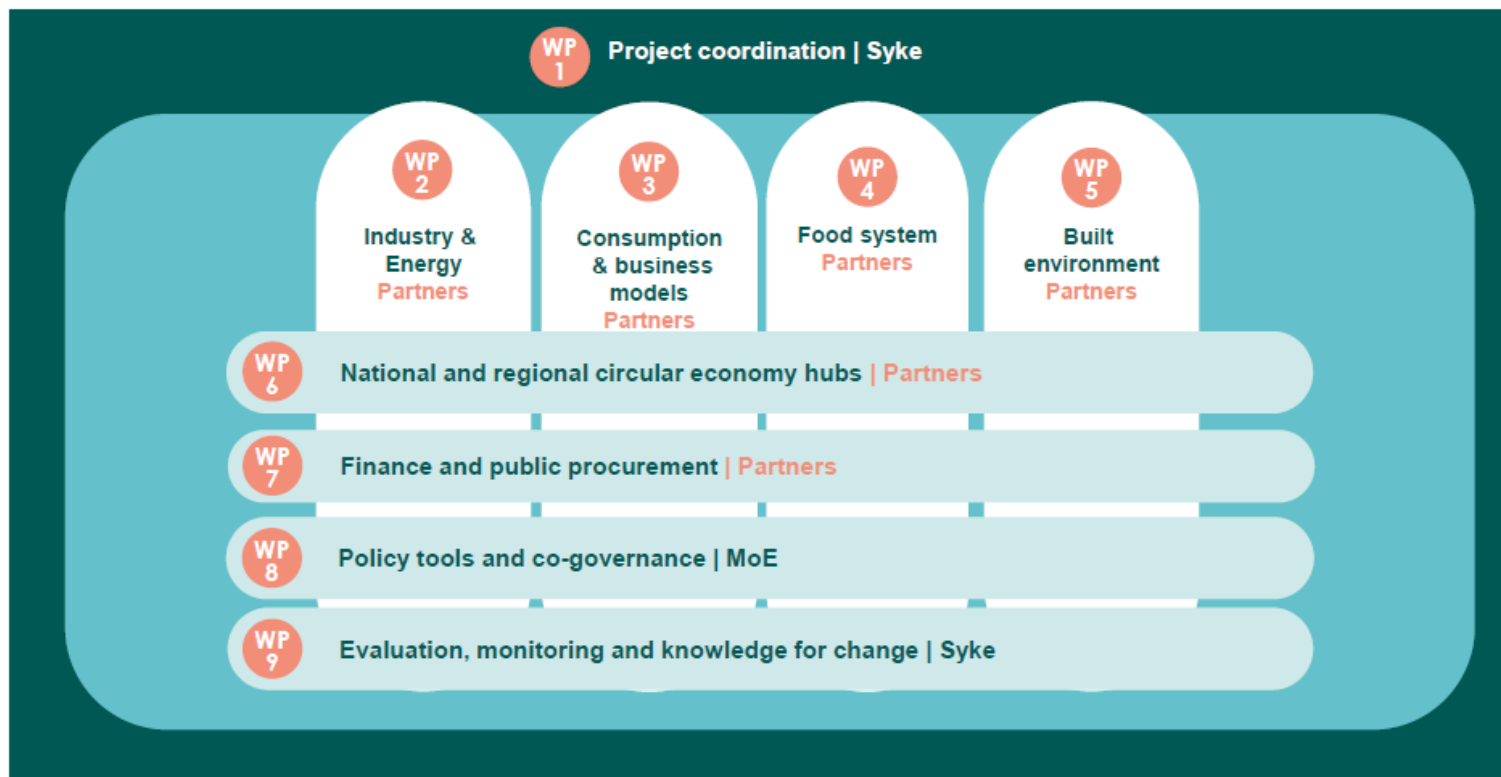 WP
1
Project coordination | Syke
WP
2
Industry &
Energy
Partners
WP
3
Consumption
& business
models
Partners
WP
4
Food system
Partners
WP
5
Built
environment
Partners
WP
6
National and regional circular economy hubs | Partners
WP
7
Finance and public procurement | Partners
WP
8
Policy tools and co-governance | MoE
WP
9
Evaluation, monitoring and knowledge for change | Syke